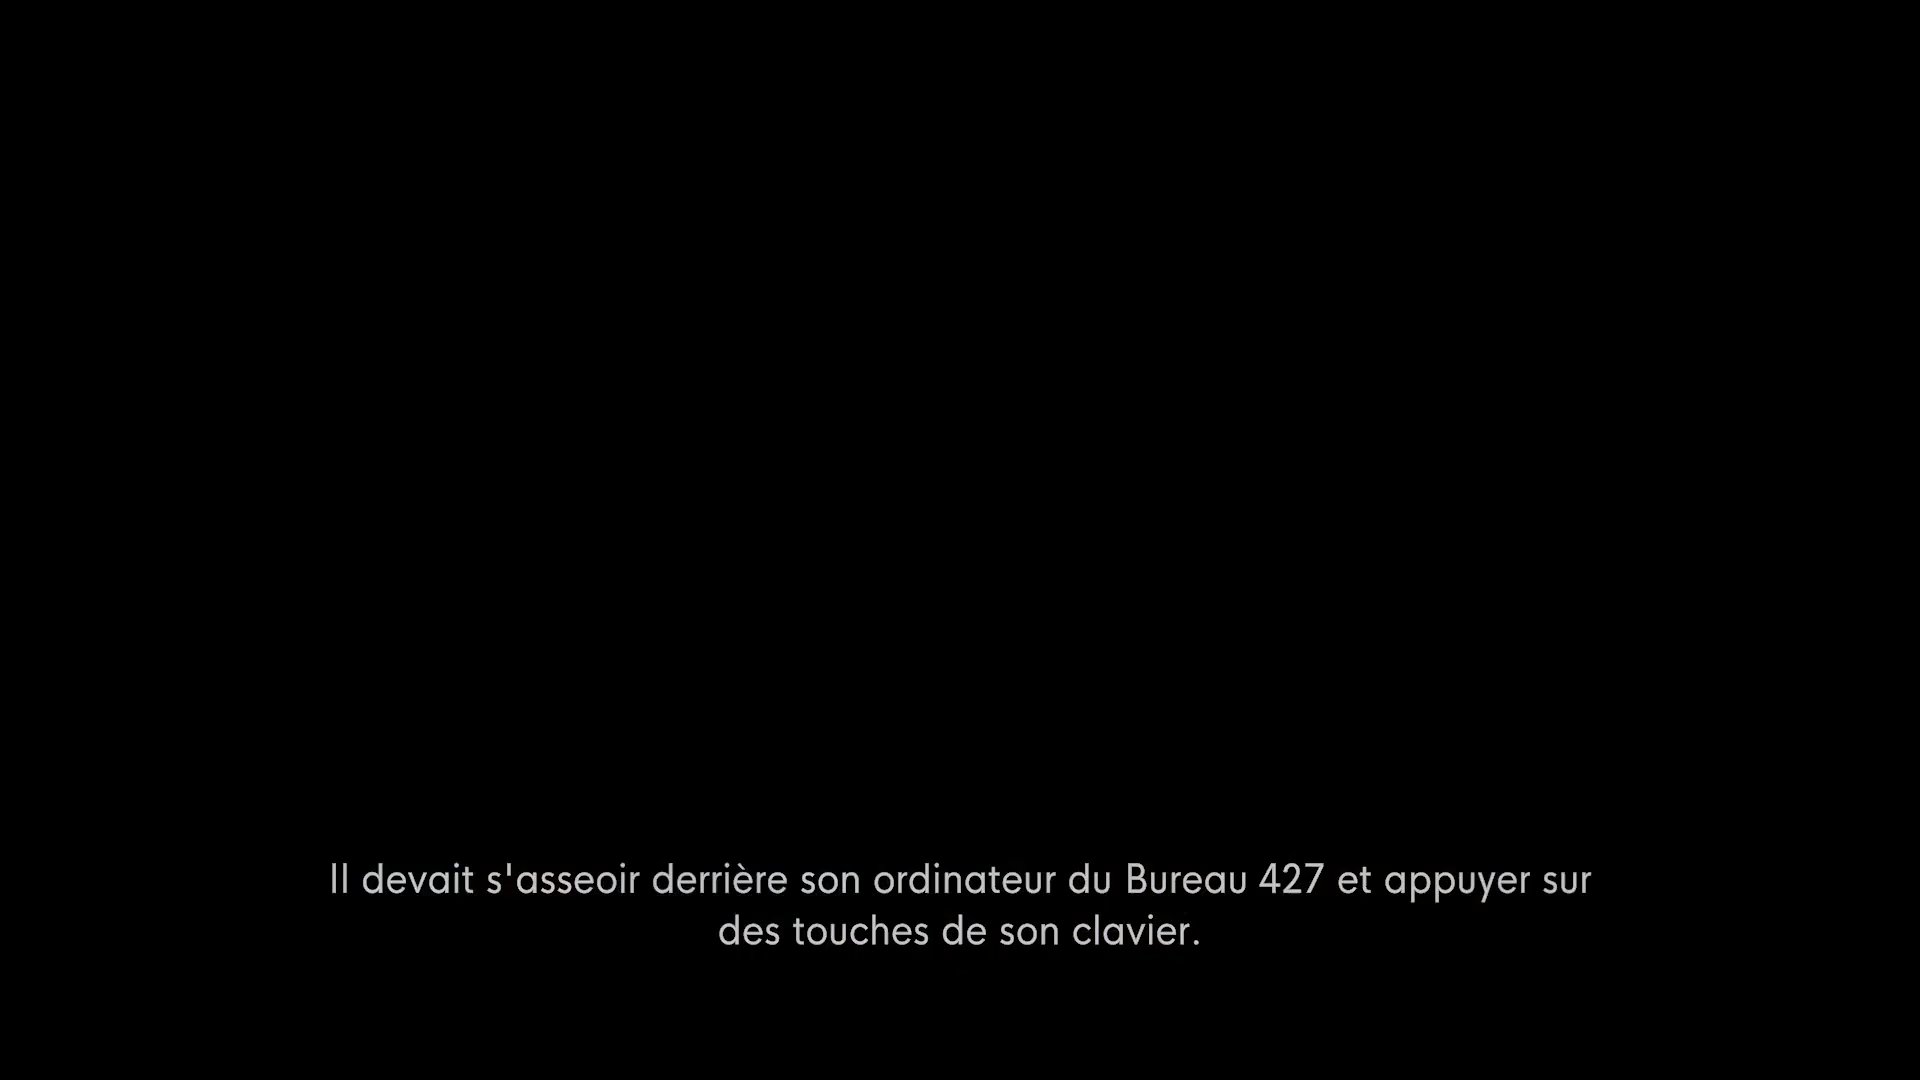 Il devait s'asseoir derrière son ordinateur du Bureau 427 et appuyer sur
des touches de son clavier.